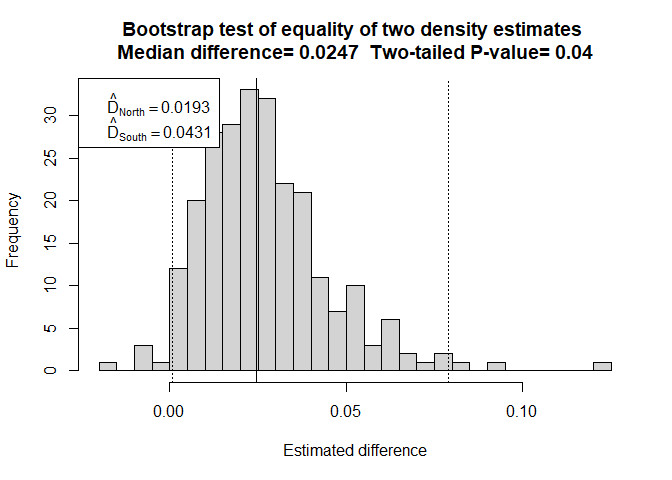 Bootstrap test of equality of two density estimates
Median difference= 0.0247 Two-tailed P-value= 0.04
D̂North = 0.0193
D̂South = 0.0431
Frequency
30
25
20
15
10
5
0
0.00 0.05 0.10
Estimated difference